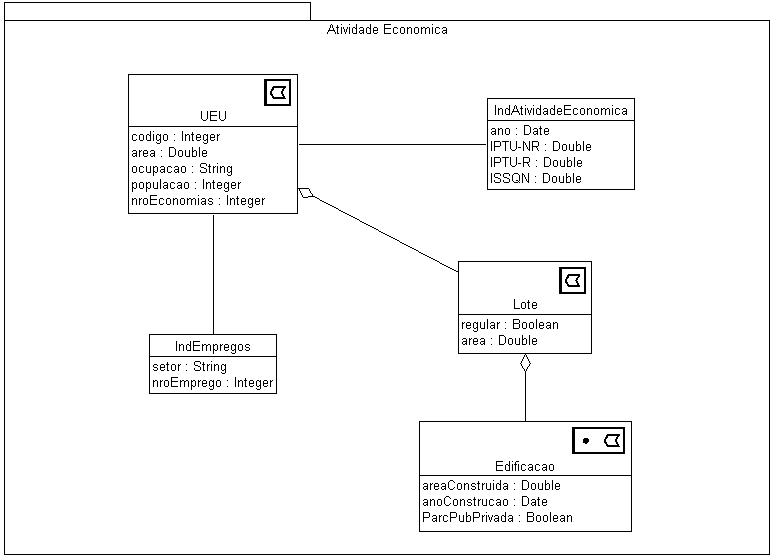 Atividade Economica
UEU
codigo : Integer
area : Double
ocupacao : String
populacao : Integer
nroEconomias : Integer
IndAtividadeEconomica
ano : Date
IPTU-NR : Double
IPTU-R : Double
ISSQN : Double
Lote
regular : Boolean
area : Double
IndEmpregos
setor : String
nroEmprego : Integer
Edificacao
areaConstruida : Double
anoConstrucao : Date
ParcPubPrivada : Boolean